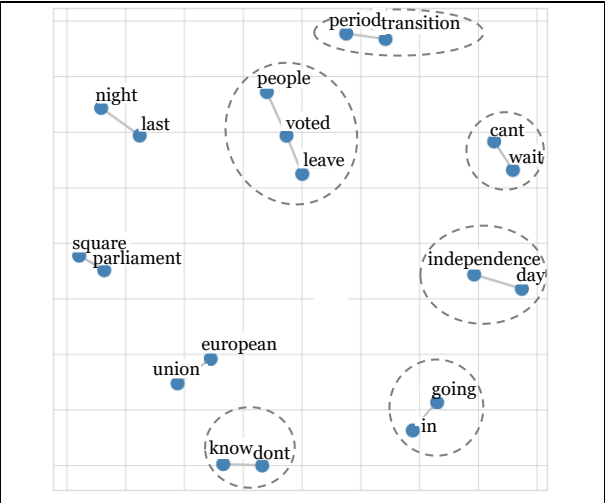 period transition
people
night
last
voted
cant
leave
wait
square
parliament
independence
day
european
union
going
in
know dont